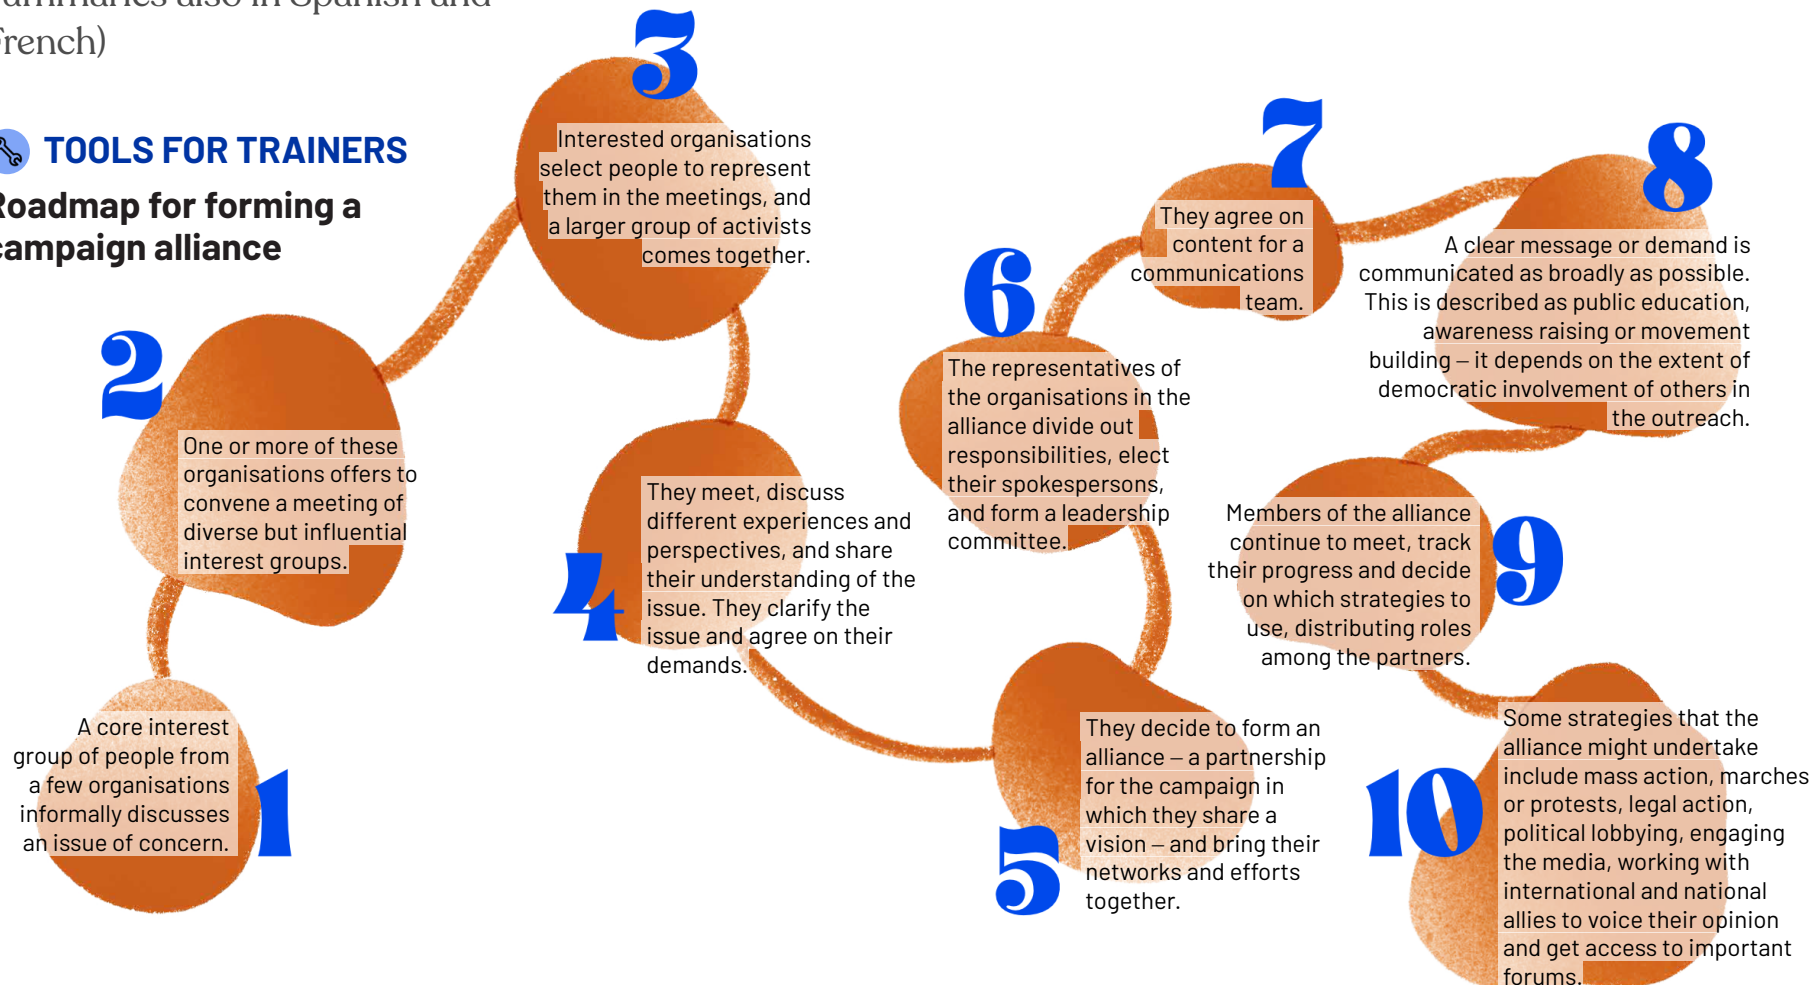 French)
TOOLS FOR TRAINERS
Roadmap for forming a
campaign alliance
1
A core interest
group of people from
a few organisations
informally discusses
an issue of concern.
2
One or more of these
organisations offers to
convene a meeting of
diverse but influential
interest groups.
3
Interested organisations
select people to represent
them in the meetings, and
a larger group of activists
comes together.
4
They meet, discuss
different experiences and
perspectives, and share
their understanding of the
issue. They clarify the
issue and agree on their
demands.
5
They decide to form an
alliance – a partnership
for the campaign in
which they share a
vision – and bring their
networks and efforts
together.
6
The representatives of
the organisations in the
alliance divide out
responsibilities, elect
their spokespersons,
and form a leadership
committee.
7
They agree on
content for a
communications
team.
8
A clear message or demand is
communicated as broadly as possible.
This is described as public education,
awareness raising or movement
building – it depends on the extent of
democratic involvement of others in
the outreach.
9
Members of the alliance
continue to meet, track
their progress and decide
on which strategies to
use, distributing roles
among the partners.
10
Some strategies that the
alliance might undertake
include mass action, marches
or protests, legal action,
political lobbying, engaging
the media, working with
international and national
allies to voice their opinion
and get access to important
forums.